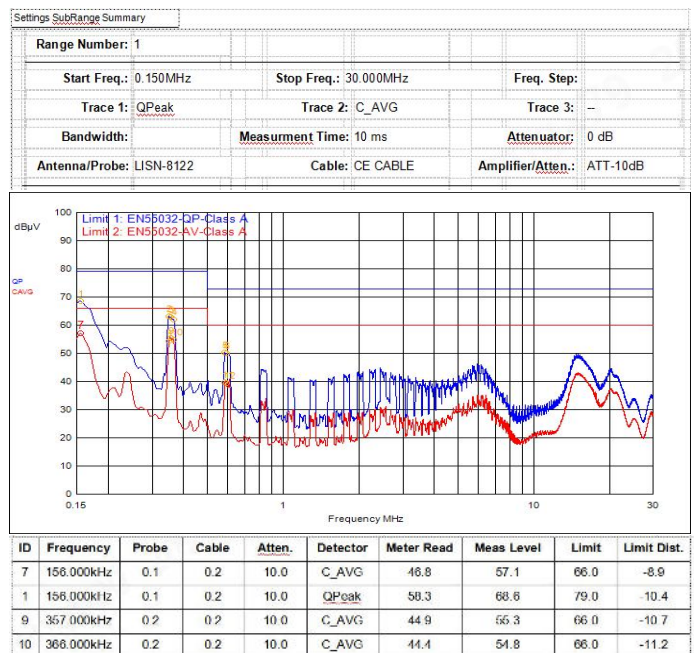 Settings SubRange Summary
Range Number: 1
Start Freq.: 0.150MHz Stop Freq.: 30.000MHz Freq. Step:
Trace 1: QPeak Trace 2: C_AVG Trace 3: --
Bandwidth: Measurment Time: 10 ms Attenuator: 0 dB
Antenna/Probe: LISN-8122 Cable: CE CABLE Amplifier/Atten.: ATT-10dB
dBµV
Limit 1: EN55032-QP-Class A
Limit 2: EN55032-AV-Class A
QP
CAVG
100
90
80
70
60
50
40
30
20
10
0
0.15 1 10 30
Frequency MHz
ID Frequency Probe Cable Atten. Detector Meter Read Meas Level Limit Limit Dist.
7 156.000kHz 0.1 0.2 10.0 C_AVG 46.8 57.1 66.0 -8.9
1 156.000kHz 0.1 0.2 10.0 QPeak 58.3 68.6 79.0 -10.4
9 357.000kHz 0.2 0.2 10.0 C_AVG 44.9 55.3 66.0 -10.7
10 366.000kHz 0.2 0.2 10.0 C_AVG 44.4 54.8 66.0 -11.2